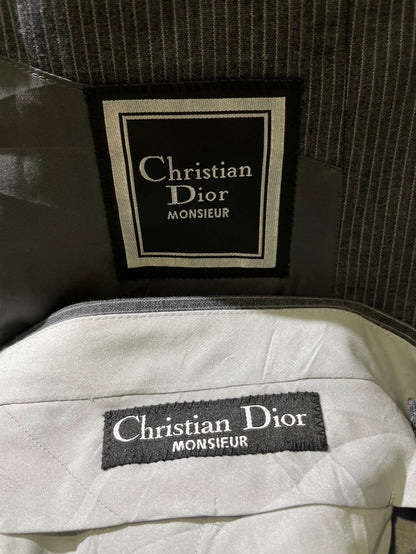 Christian
Dior
MONSIEUR
Christian Dior
MONSIEUR